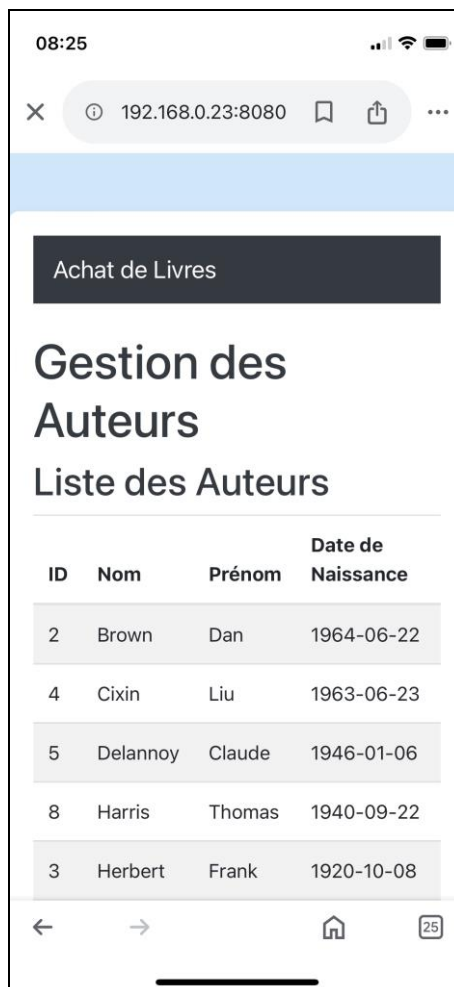 08:25
192.168.0.23:8080
Achat de Livres
Gestion des
Auteurs
Liste des Auteurs
ID Nom Prénom Date de Naissance
2 Brown Dan 1964-06-22
4 Cixin Liu 1963-06-23
5 Delannoy Claude 1946-01-06
8 Harris Thomas 1940-09-22
3 Herbert Frank 1920-10-08
25